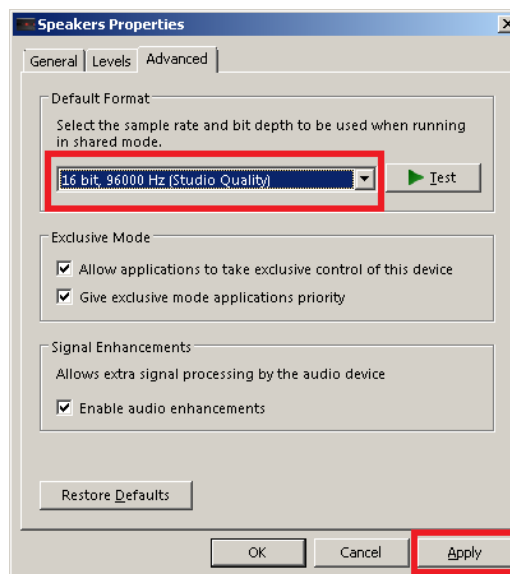 Speakers Properties
General Levels Advanced
Default Format
Select the sample rate and bit depth to be used when running
in shared mode.
16 bit, 96000 Hz (Studio Quality)
Test
Exclusive Mode
Allow applications to take exclusive control of this device
Give exclusive mode applications priority
Signal Enhancements
Allows extra signal processing by the audio device
Enable audio enhancements
Restore Defaults
OK Cancel Apply